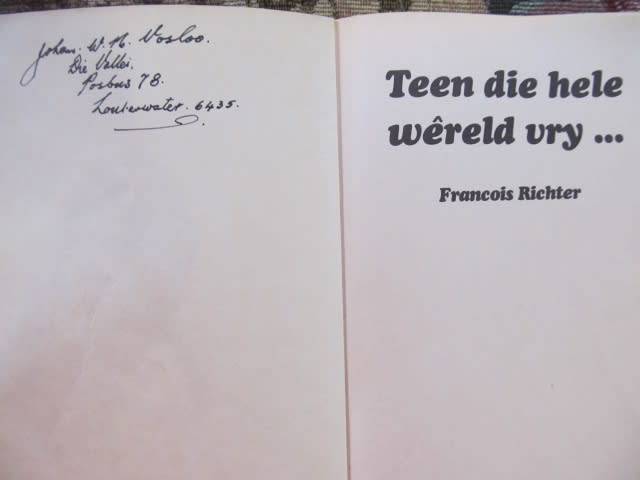 Johan. W. H. Vosloo.
Die Vallei.
Posbus 78.
Louterwater. 6435.
Teen die hele
wêreld vry ...
Francois Richter